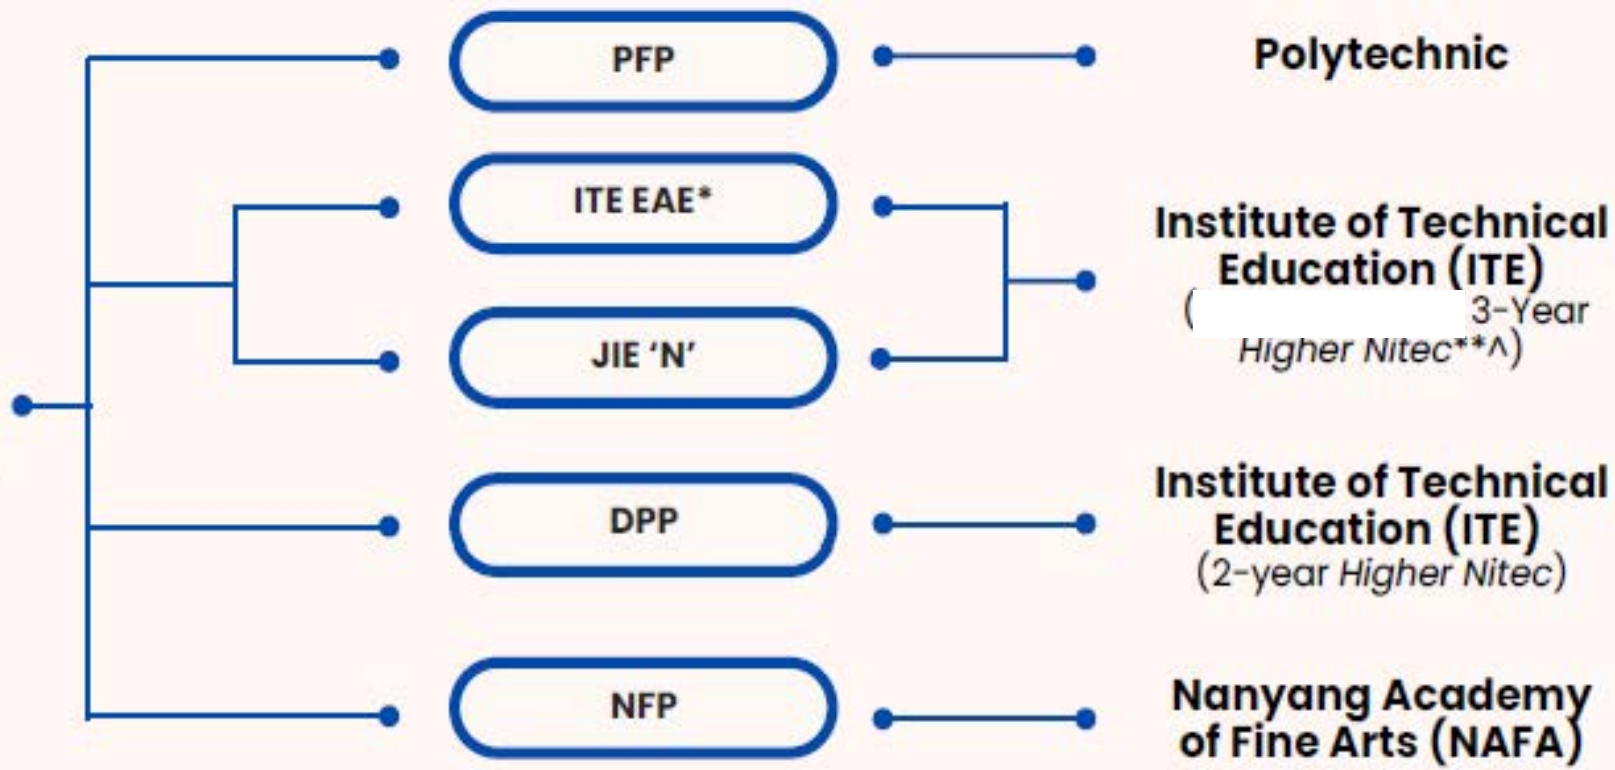 PFP
Polytechnic
ITE EAE*
JIE ‘N’
Institute of Technical
Education (ITE)
( 3-Year
Higher Nitec**^)
DPP
Institute of Technical
Education (ITE)
(2-year Higher Nitec)
NFP
Nanyang Academy
of Fine Arts (NAFA)